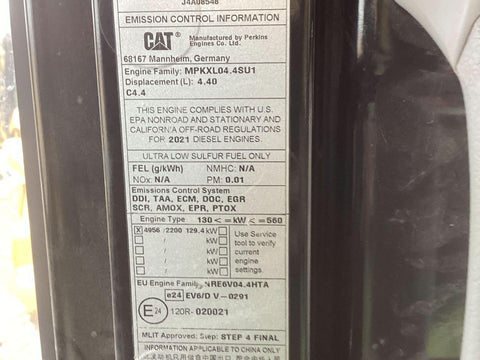 J4A08548
EMISSION CONTROL INFORMATION
CAT Manufactured by Perkins
Engines Co. Ltd.
68167 Mannheim, Germany
Engine Family: MPKXL04.4SU1
Displacement (L): 4.40
C4.4
THIS ENGINE COMPLIES WITH U.S.
EPA NONROAD AND STATIONARY AND
CALIFORNIA OFF-ROAD REGULATIONS
FOR 2021 DIESEL ENGINES.
ULTRA LOW SULFUR FUEL ONLY
FEL (g/kWh) NMHC: N/A
NOx: N/A PM: 0.01
Emissions Control System
DDI, TAA, ECM, DOC, EGR
SCR, AMOX, EPR, PTOX
Engine Type 130 <= kW <= 560
X 4956 / 2200 129.4 kW Use Service
/ kW tool to verify
/ kW current
/ kW engine
/ kW settings.
EU Engine Family: NRE6V04.4HTA
e24 EV6/D V-0291
E24 120R- 020021
MLIT Approved: Step: STEP 4 FINAL
INFORMATION APPLICABLE TO CHINA ONLY